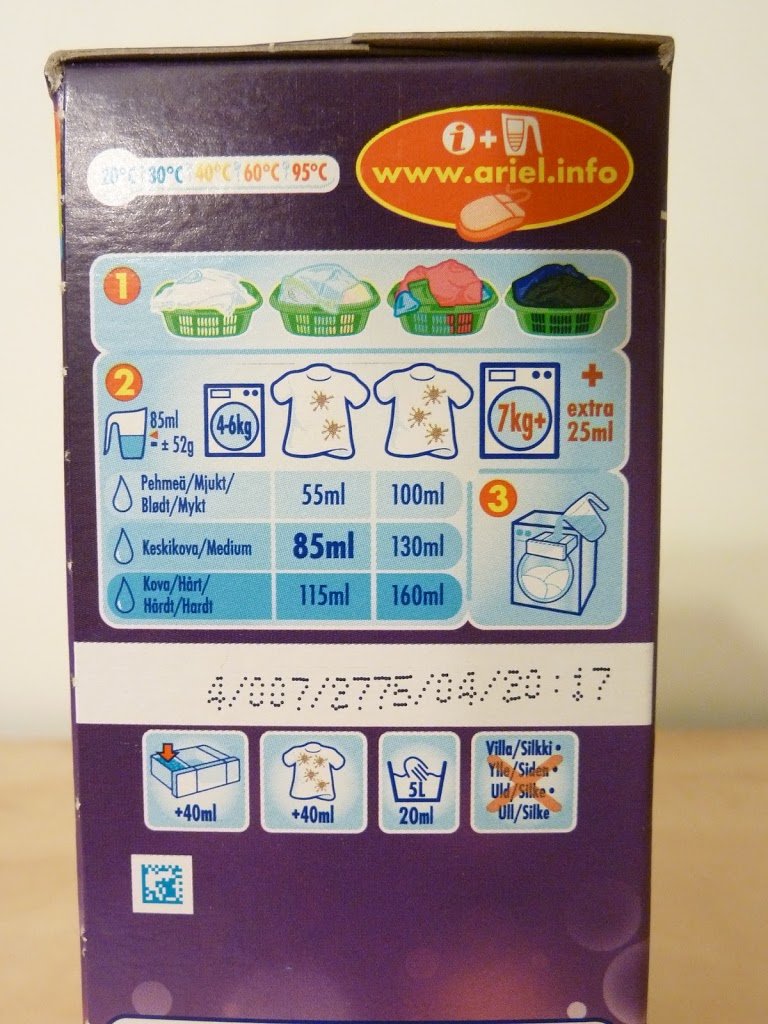 i +
www.ariel.info
20°C 30°C 40°C 60°C 95°C
1
2
85ml
= ± 52g
4-6kg
7kg+
+
extra
25ml
Pehmeä/Mjukt/
Blødt/Mykt
55ml 100ml
Keskikova/Medium 85ml 130ml
Kova/Hårt/
Hårdt/Hardt
115ml 160ml
3
4/007/2775/04/20:17
+40ml
+40ml
5L
20ml
Villa/Silkki •
Ylle/Siden •
Uld/Silke •
Ull/Silke